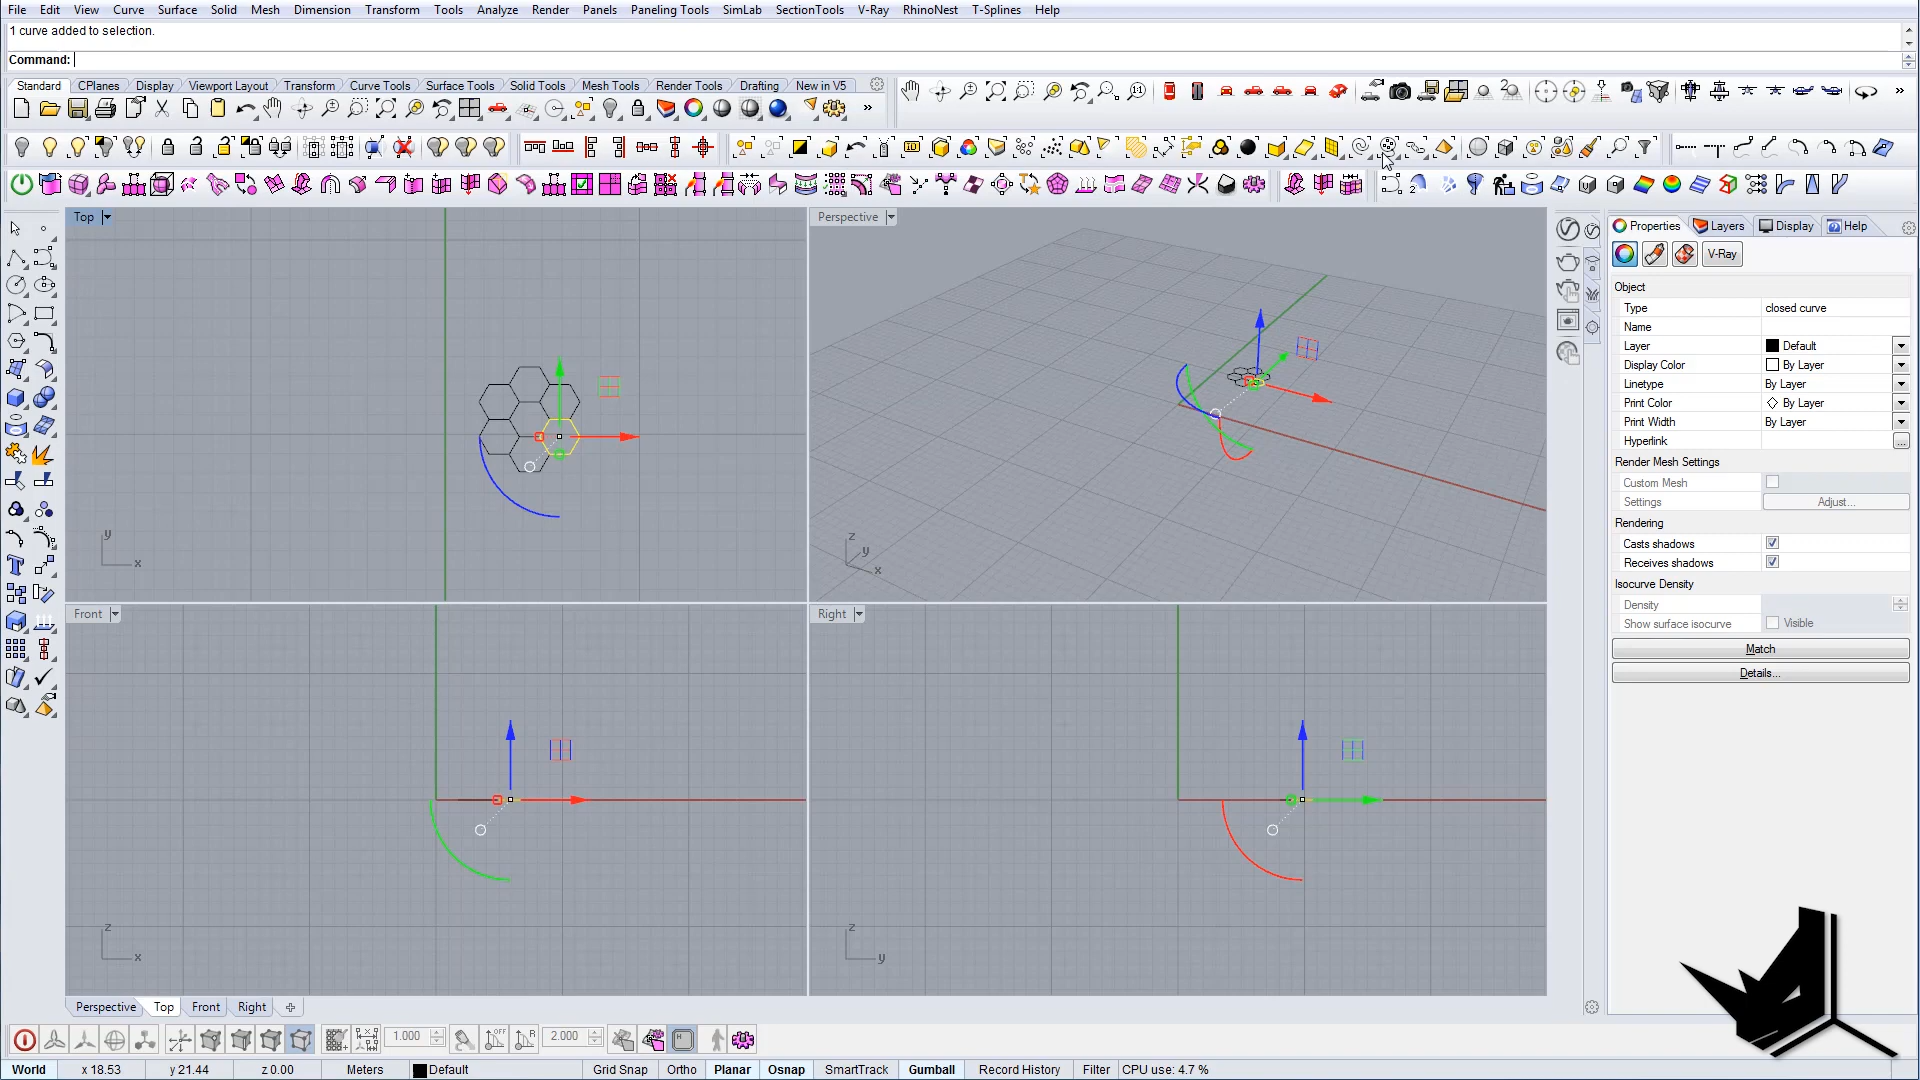 File Edit View Curve Surface Solid Mesh Dimension Transform Tools Analyze Render Panels Paneling Tools SimLab SectionTools V-Ray RhinoNest T-Splines Help
1 curve added to selection.
Command:
Standard CPlanes Display Viewport Layout Transform Curve Tools Surface Tools Solid Tools Mesh Tools Render Tools Drafting New in V5
Top
Perspective
Properties Layers Display Help
V-Ray
Object
Type closed curve
Name
Layer Default
Display Color By Layer
Linetype By Layer
Print Color By Layer
Print Width By Layer
Hyperlink ...
Render Mesh Settings
Custom Mesh
Settings Adjust...
Rendering
Casts shadows
Receives shadows
Isocurve Density
Density
Show surface isocurve Visible
Match
Details...
y
x
z
y
x
Front
Right
z
x
z
y
Perspective Top Front Right
1.000 2.000
World x 18.53 y 21.44 z 0.00 Meters Default Grid Snap Ortho Planar Osnap SmartTrack Gumball Record History Filter CPU use: 4.7 %